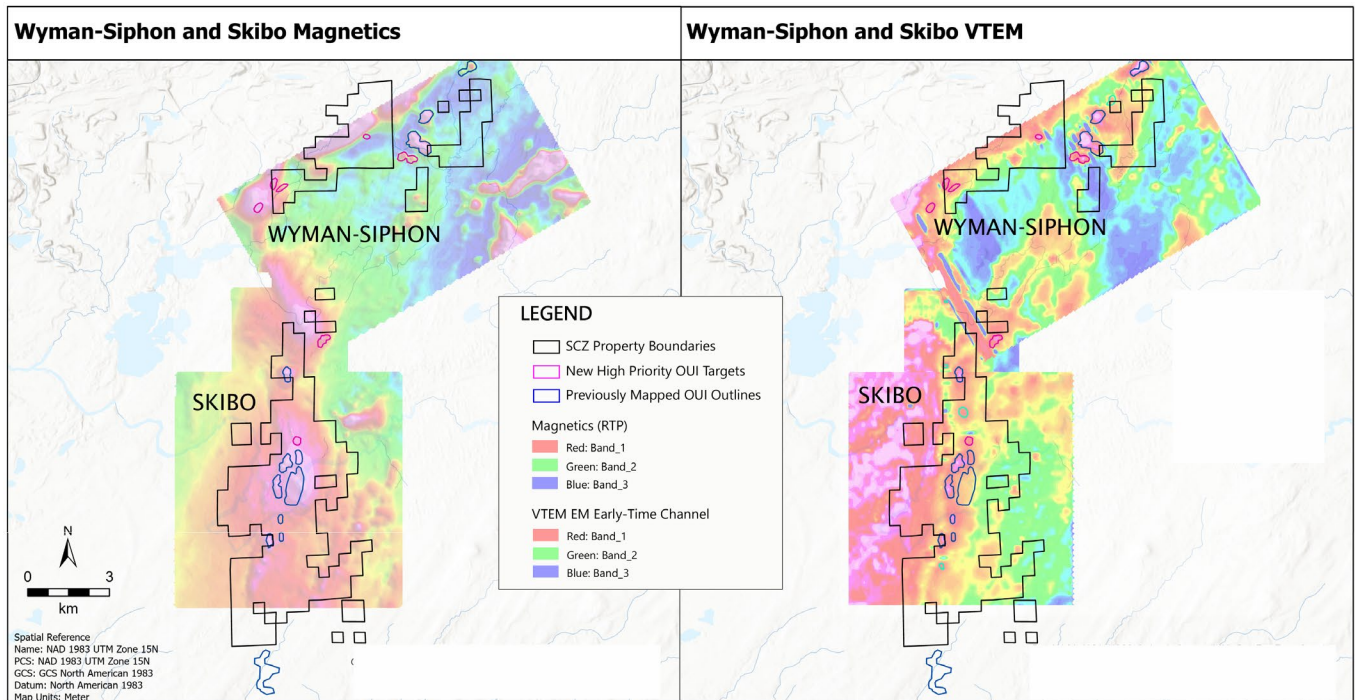 Wyman-Siphon and Skibo Magnetics
Wyman-Siphon and Skibo VTEM
WYMAN-SIPHON
SKIBO
WYMAN-SIPHON
SKIBO
LEGEND
SCZ Property Boundaries
New High Priority OUI Targets
Previously Mapped OUI Outlines
Magnetics (RTP)
Red: Band_1
Green: Band_2
Blue: Band_3
VTEM EM Early-Time Channel
Red: Band_1
Green: Band_2
Blue: Band_3
N
0 3
km
Spatial Reference
Name: NAD 1983 UTM Zone 15N
PCS: NAD 1983 UTM Zone 15N
GCS: GCS North American 1983
Datum: North American 1983
Map Units: Meter